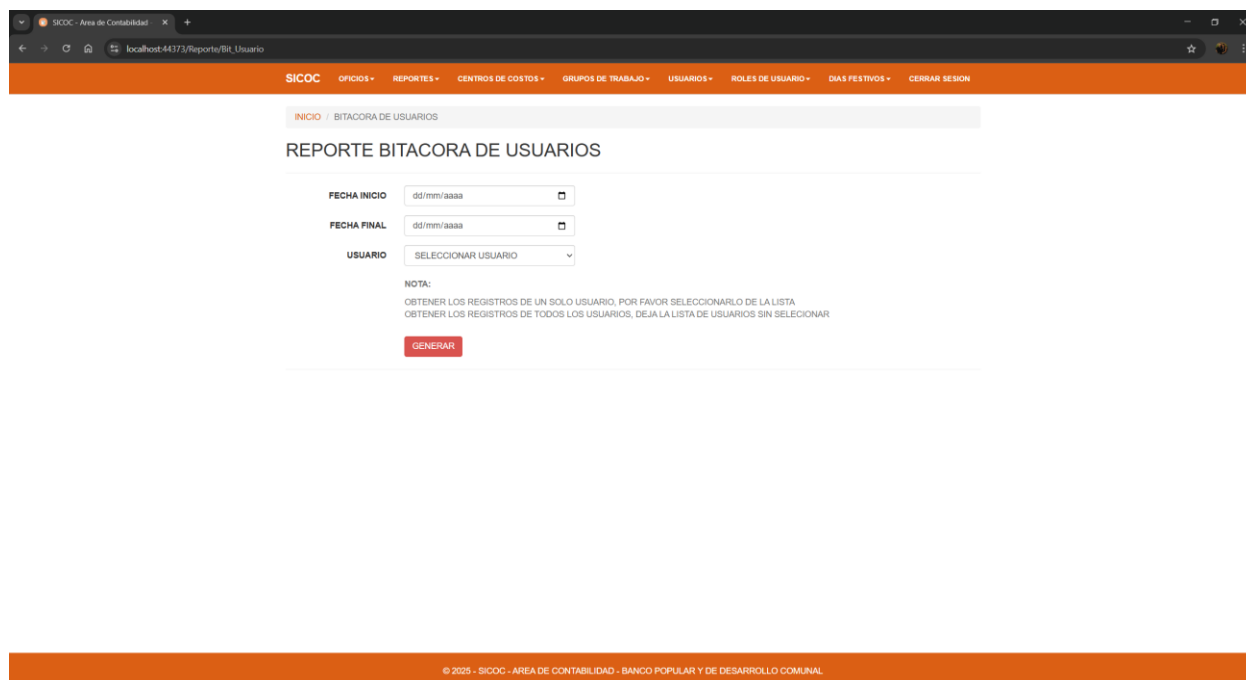 SICOC - Area de Contabilidad
localhost:44373/Reporte/Bit_Usuario
SICOC OFICIOS REPORTES CENTROS DE COSTOS GRUPOS DE TRABAJO USUARIOS ROLES DE USUARIO DIAS FESTIVOS CERRAR SESION
INICIO / BITACORA DE USUARIOS
REPORTE BITACORA DE USUARIOS
FECHA INICIO dd/mm/aaaa
FECHA FINAL dd/mm/aaaa
USUARIO SELECCIONAR USUARIO
NOTA:
OBTENER LOS REGISTROS DE UN SOLO USUARIO, POR FAVOR SELECCIONARLO DE LA LISTA
OBTENER LOS REGISTROS DE TODOS LOS USUARIOS, DEJA LA LISTA DE USUARIOS SIN SELECIONAR
GENERAR
© 2025 - SICOC - AREA DE CONTABILIDAD - BANCO POPULAR Y DE DESARROLLO COMUNAL